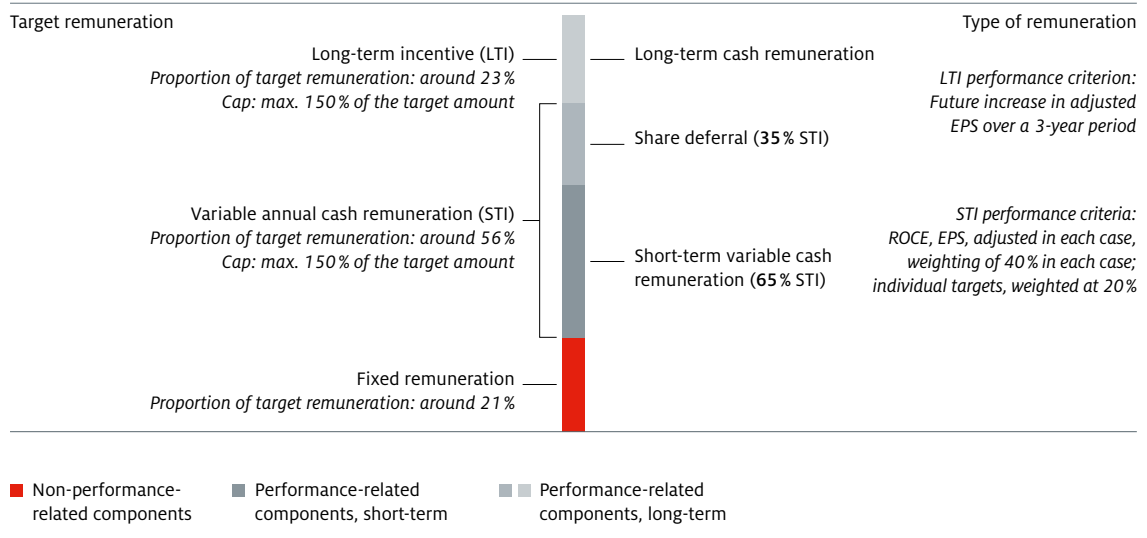 Target remuneration
Type of remuneration
Long-term incentive (LTI)
Proportion of target remuneration: around 23 %
Cap: max. 150 % of the target amount
Long-term cash remuneration
LTI performance criterion:
Future increase in adjusted
EPS over a 3-year period
Share deferral (35 % STI)
Variable annual cash remuneration (STI)
Proportion of target remuneration: around 56 %
Cap: max. 150 % of the target amount
Short-term variable cash
remuneration (65 % STI)
STI performance criteria:
ROCE, EPS, adjusted in each case,
weighting of 40 % in each case;
individual targets, weighted at 20 %
Fixed remuneration
Proportion of target remuneration: around 21 %
Non-performance-
related components
Performance-related
components, short-term
Performance-related
components, long-term